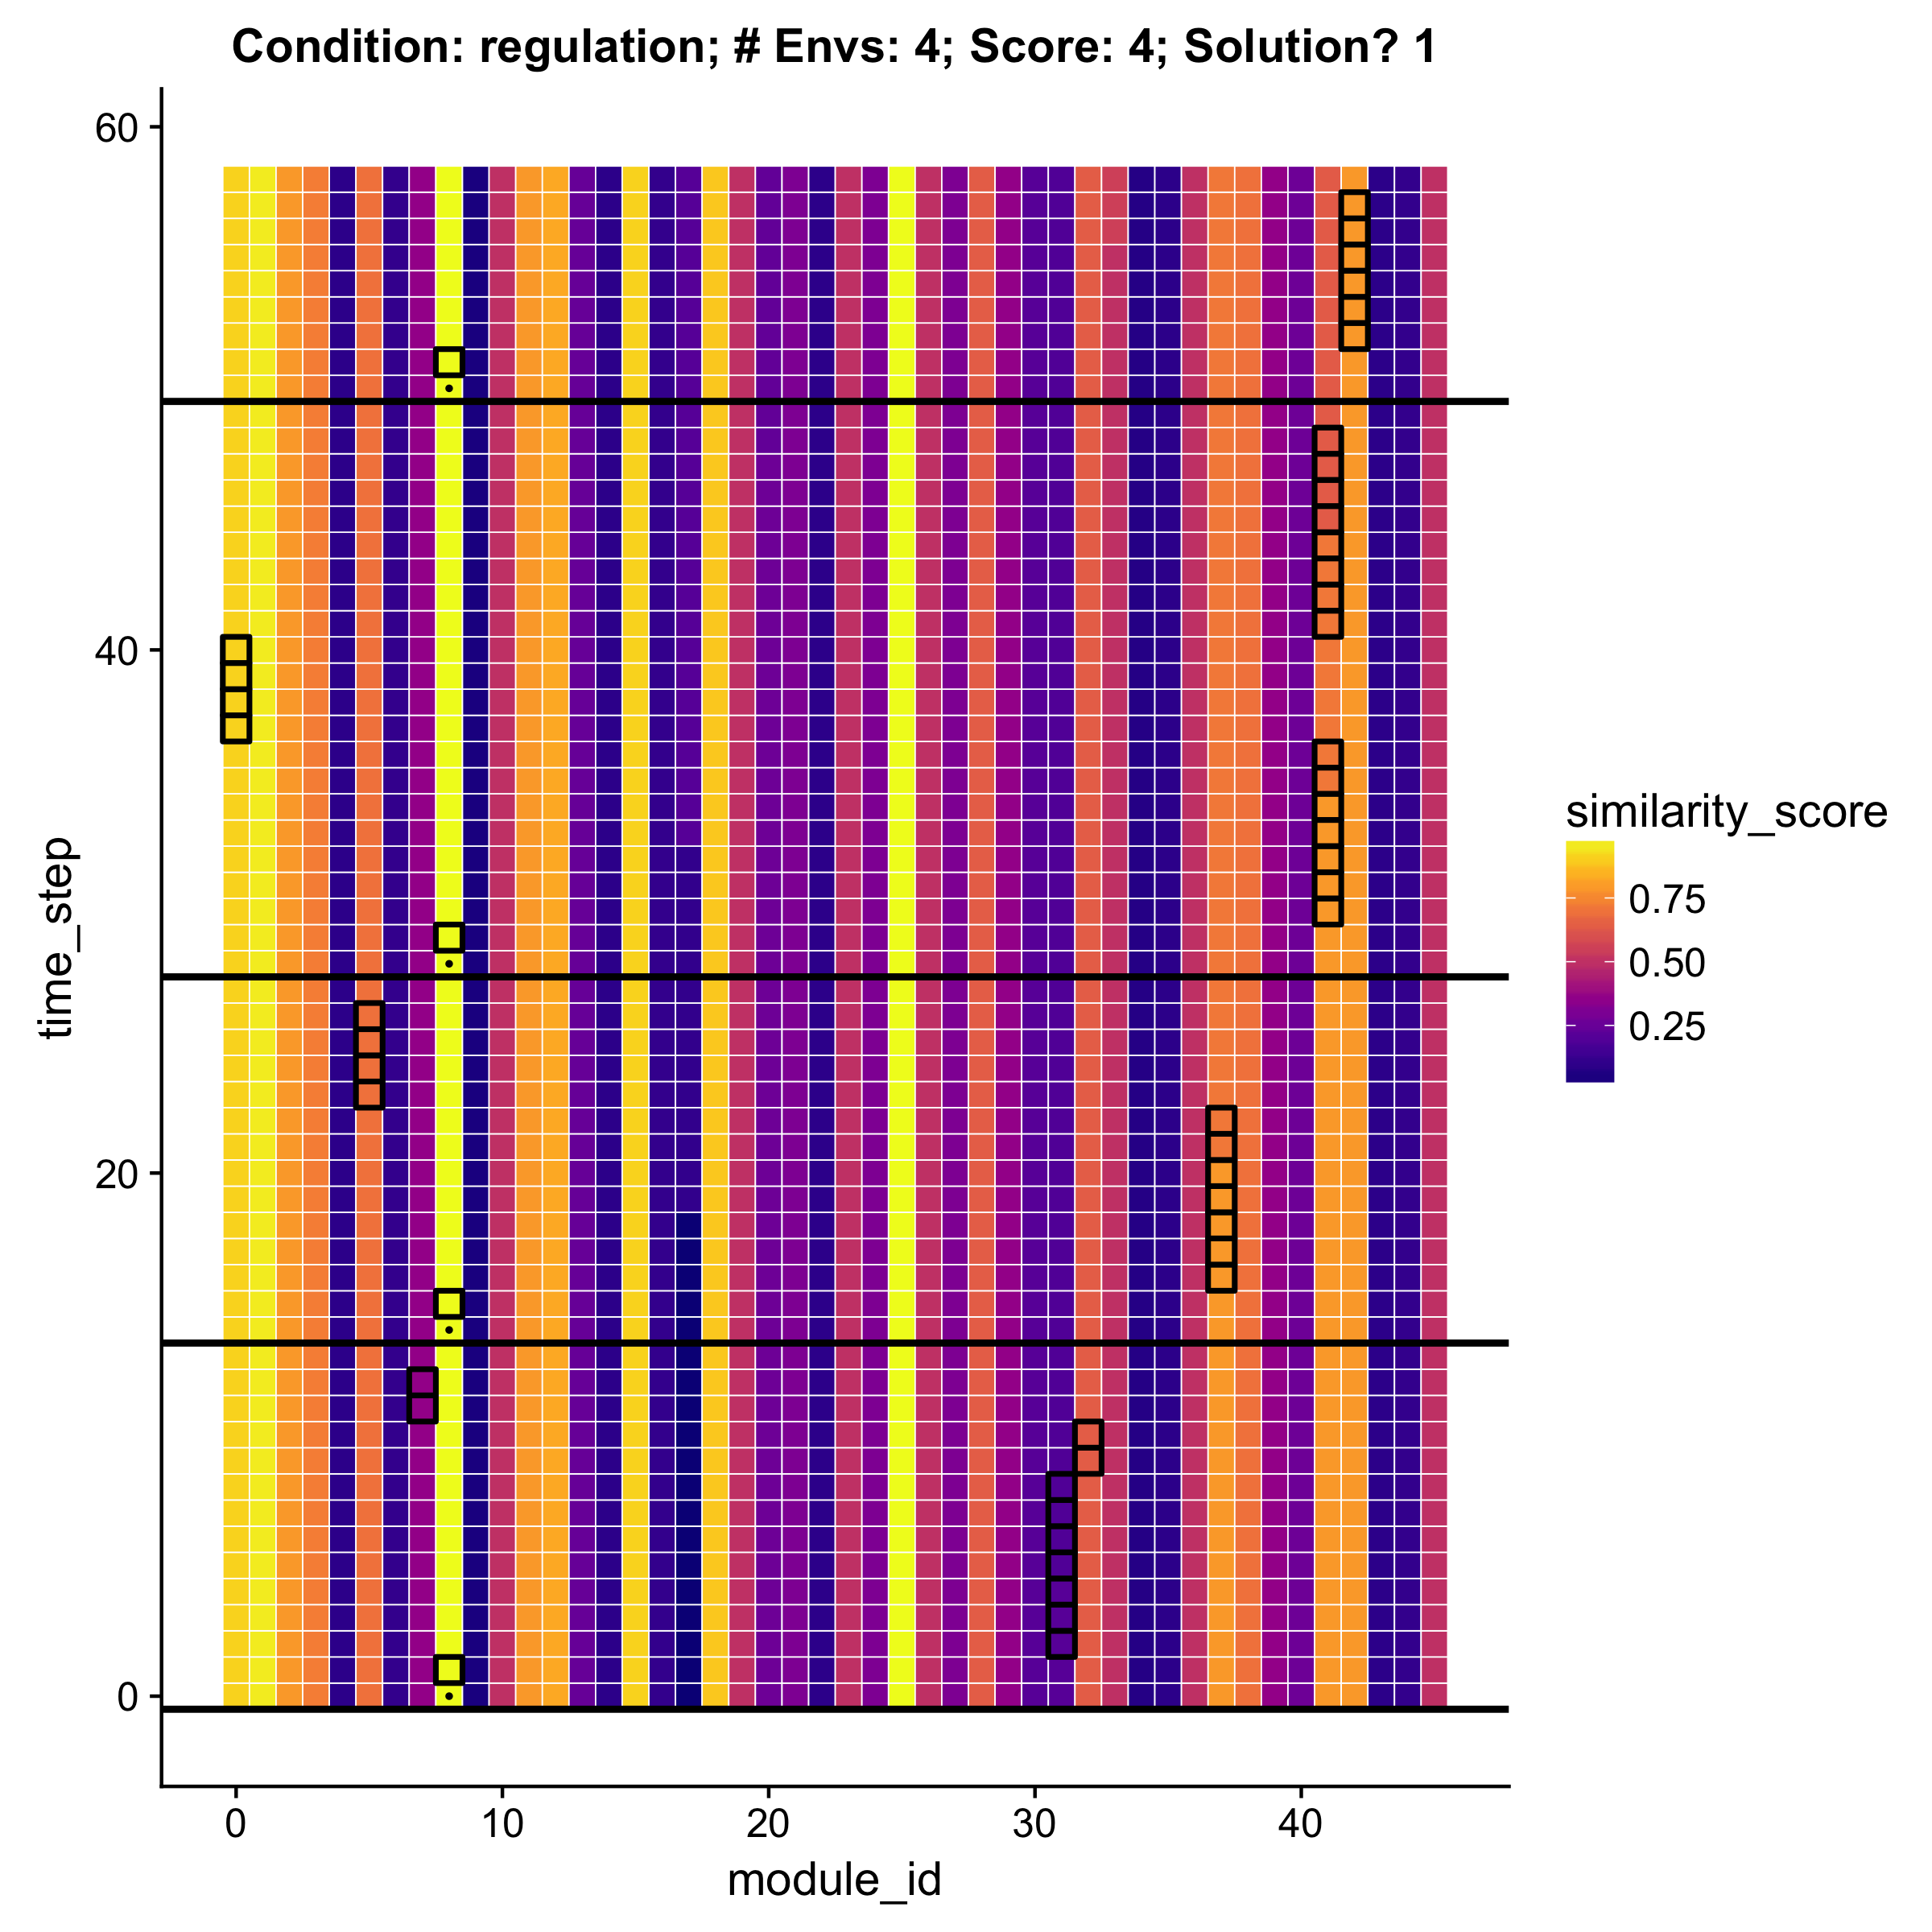 Condition: regulation; # Envs: 4; Score: 4; Solution? 1
60
40
20
0
time_step
0 10 20 30 40
module_id
similarity_score
0.75
0.50
0.25